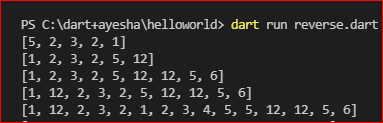 PS C:\dart+ayesha\helloworld> dart run reverse.dart
[5, 2, 3, 2, 1]
[1, 2, 3, 2, 5, 12]
[1, 2, 3, 2, 5, 12, 12, 5, 6]
[1, 12, 2, 3, 2, 5, 12, 12, 5, 6]
[1, 12, 2, 3, 2, 1, 2, 3, 4, 5, 5, 12, 12, 5, 6]